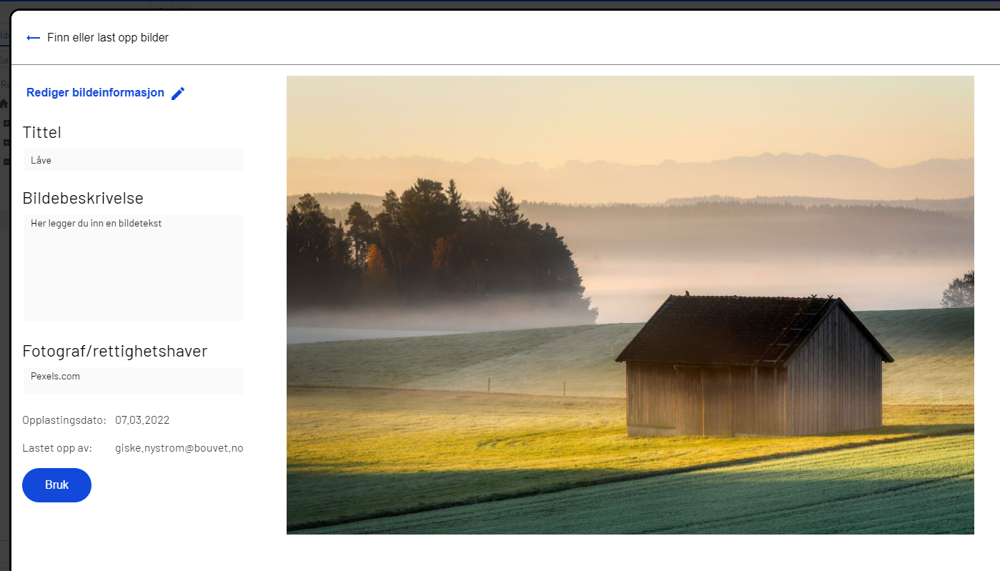 Finn eller last opp bilder
Rediger bildeinformasjon
Tittel
Låve
Bildebeskrivelse
Her legger du inn en bildetekst
Fotograf/rettighetshaver
Pexels.com
Opplastingsdato: 07.03.2022
Lastet opp av: giske.nystrom@bouvet.no
Bruk